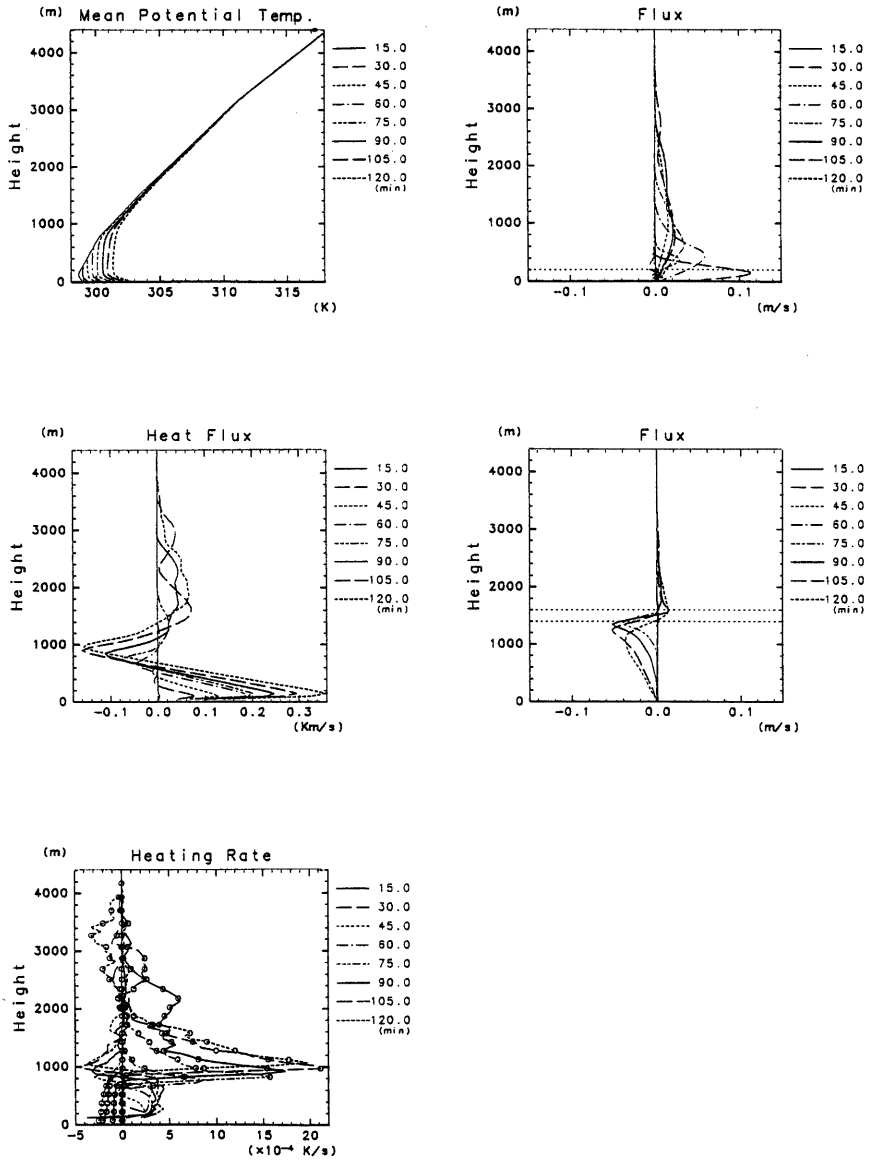 (m) Mean Potential Temp.
4000
3000
2000
1000
0
Height
300 305 310 315
(K)
15.0
30.0
45.0
60.0
75.0
90.0
105.0
120.0
(min)
Flux
(m)
4000
3000
2000
1000
0
Height
-0.1 0.0 0.1
(m/s)
15.0
30.0
45.0
60.0
75.0
90.0
105.0
120.0
(min)
(m) Heat Flux
4000
3000
2000
1000
0
Height
-0.1 0.0 0.1 0.2 0.3
(Km/s)
15.0
30.0
45.0
60.0
75.0
90.0
105.0
120.0
(min)
(m) Flux
4000
3000
2000
1000
0
Height
-0.1 0.0 0.1
(m/s)
15.0
30.0
45.0
60.0
75.0
90.0
105.0
120.0
(min)
(m) Heating Rate
4000
3000
2000
1000
0
Height
-5 0 5 10 15 20
(×10⁻⁴ K/s)
15.0
30.0
45.0
60.0
75.0
90.0
105.0
120.0
(min)